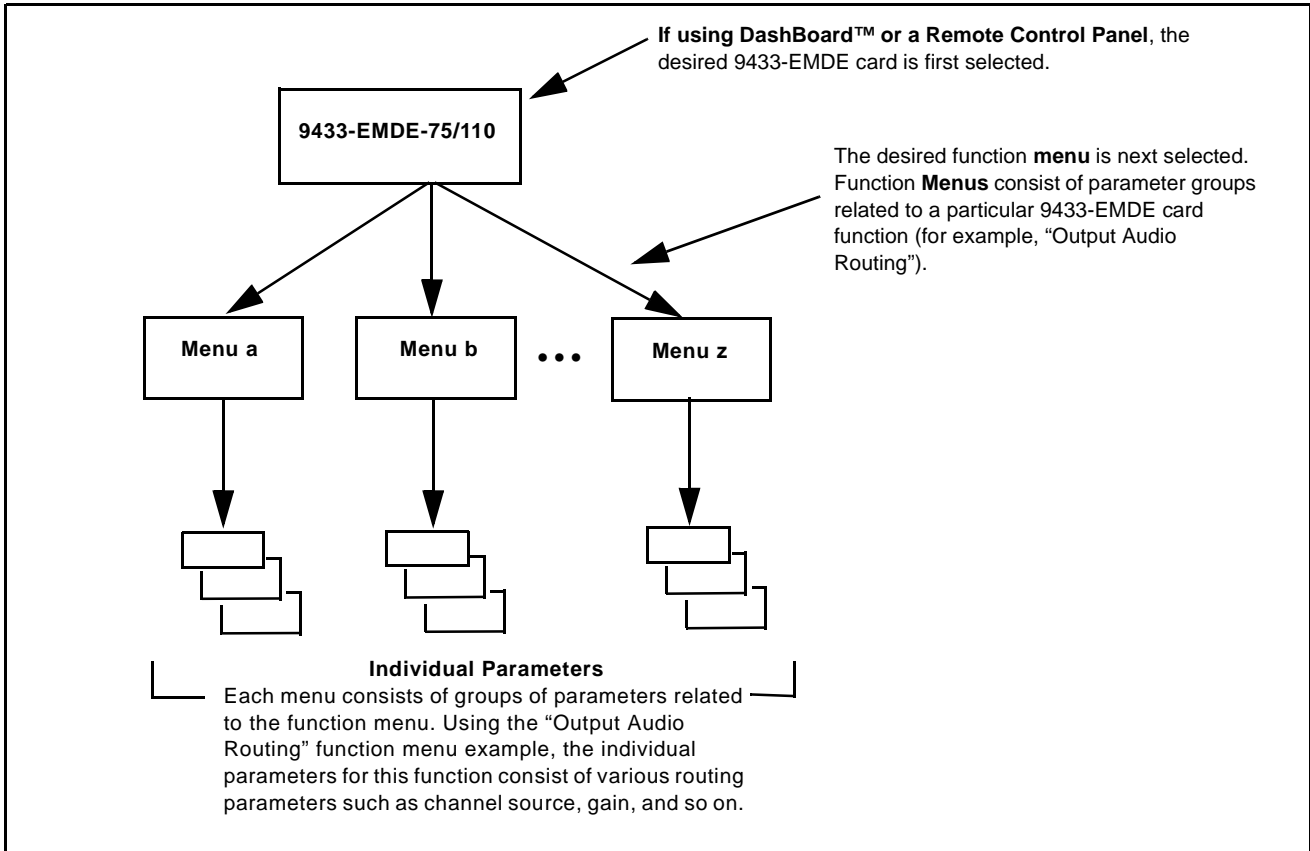 If using DashBoard™ or a Remote Control Panel, the
desired 9433-EMDE card is first selected.
9433-EMDE-75/110
The desired function menu is next selected.
Function Menus consist of parameter groups
related to a particular 9433-EMDE card
function (for example, “Output Audio
Routing”).
Menu a
Menu b
•••
Menu z
Individual Parameters
Each menu consists of groups of parameters related
to the function menu. Using the “Output Audio
Routing” function menu example, the individual
parameters for this function consist of various routing
parameters such as channel source, gain, and so on.